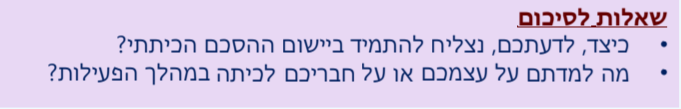 שאלות לסיכום
• כיצד, לדעתכם, נצליח להתמיד ביישום ההסכם הכיתתי?
• מה למדתם על עצמכם או על חבריכם לכיתה במהלך הפעילות?